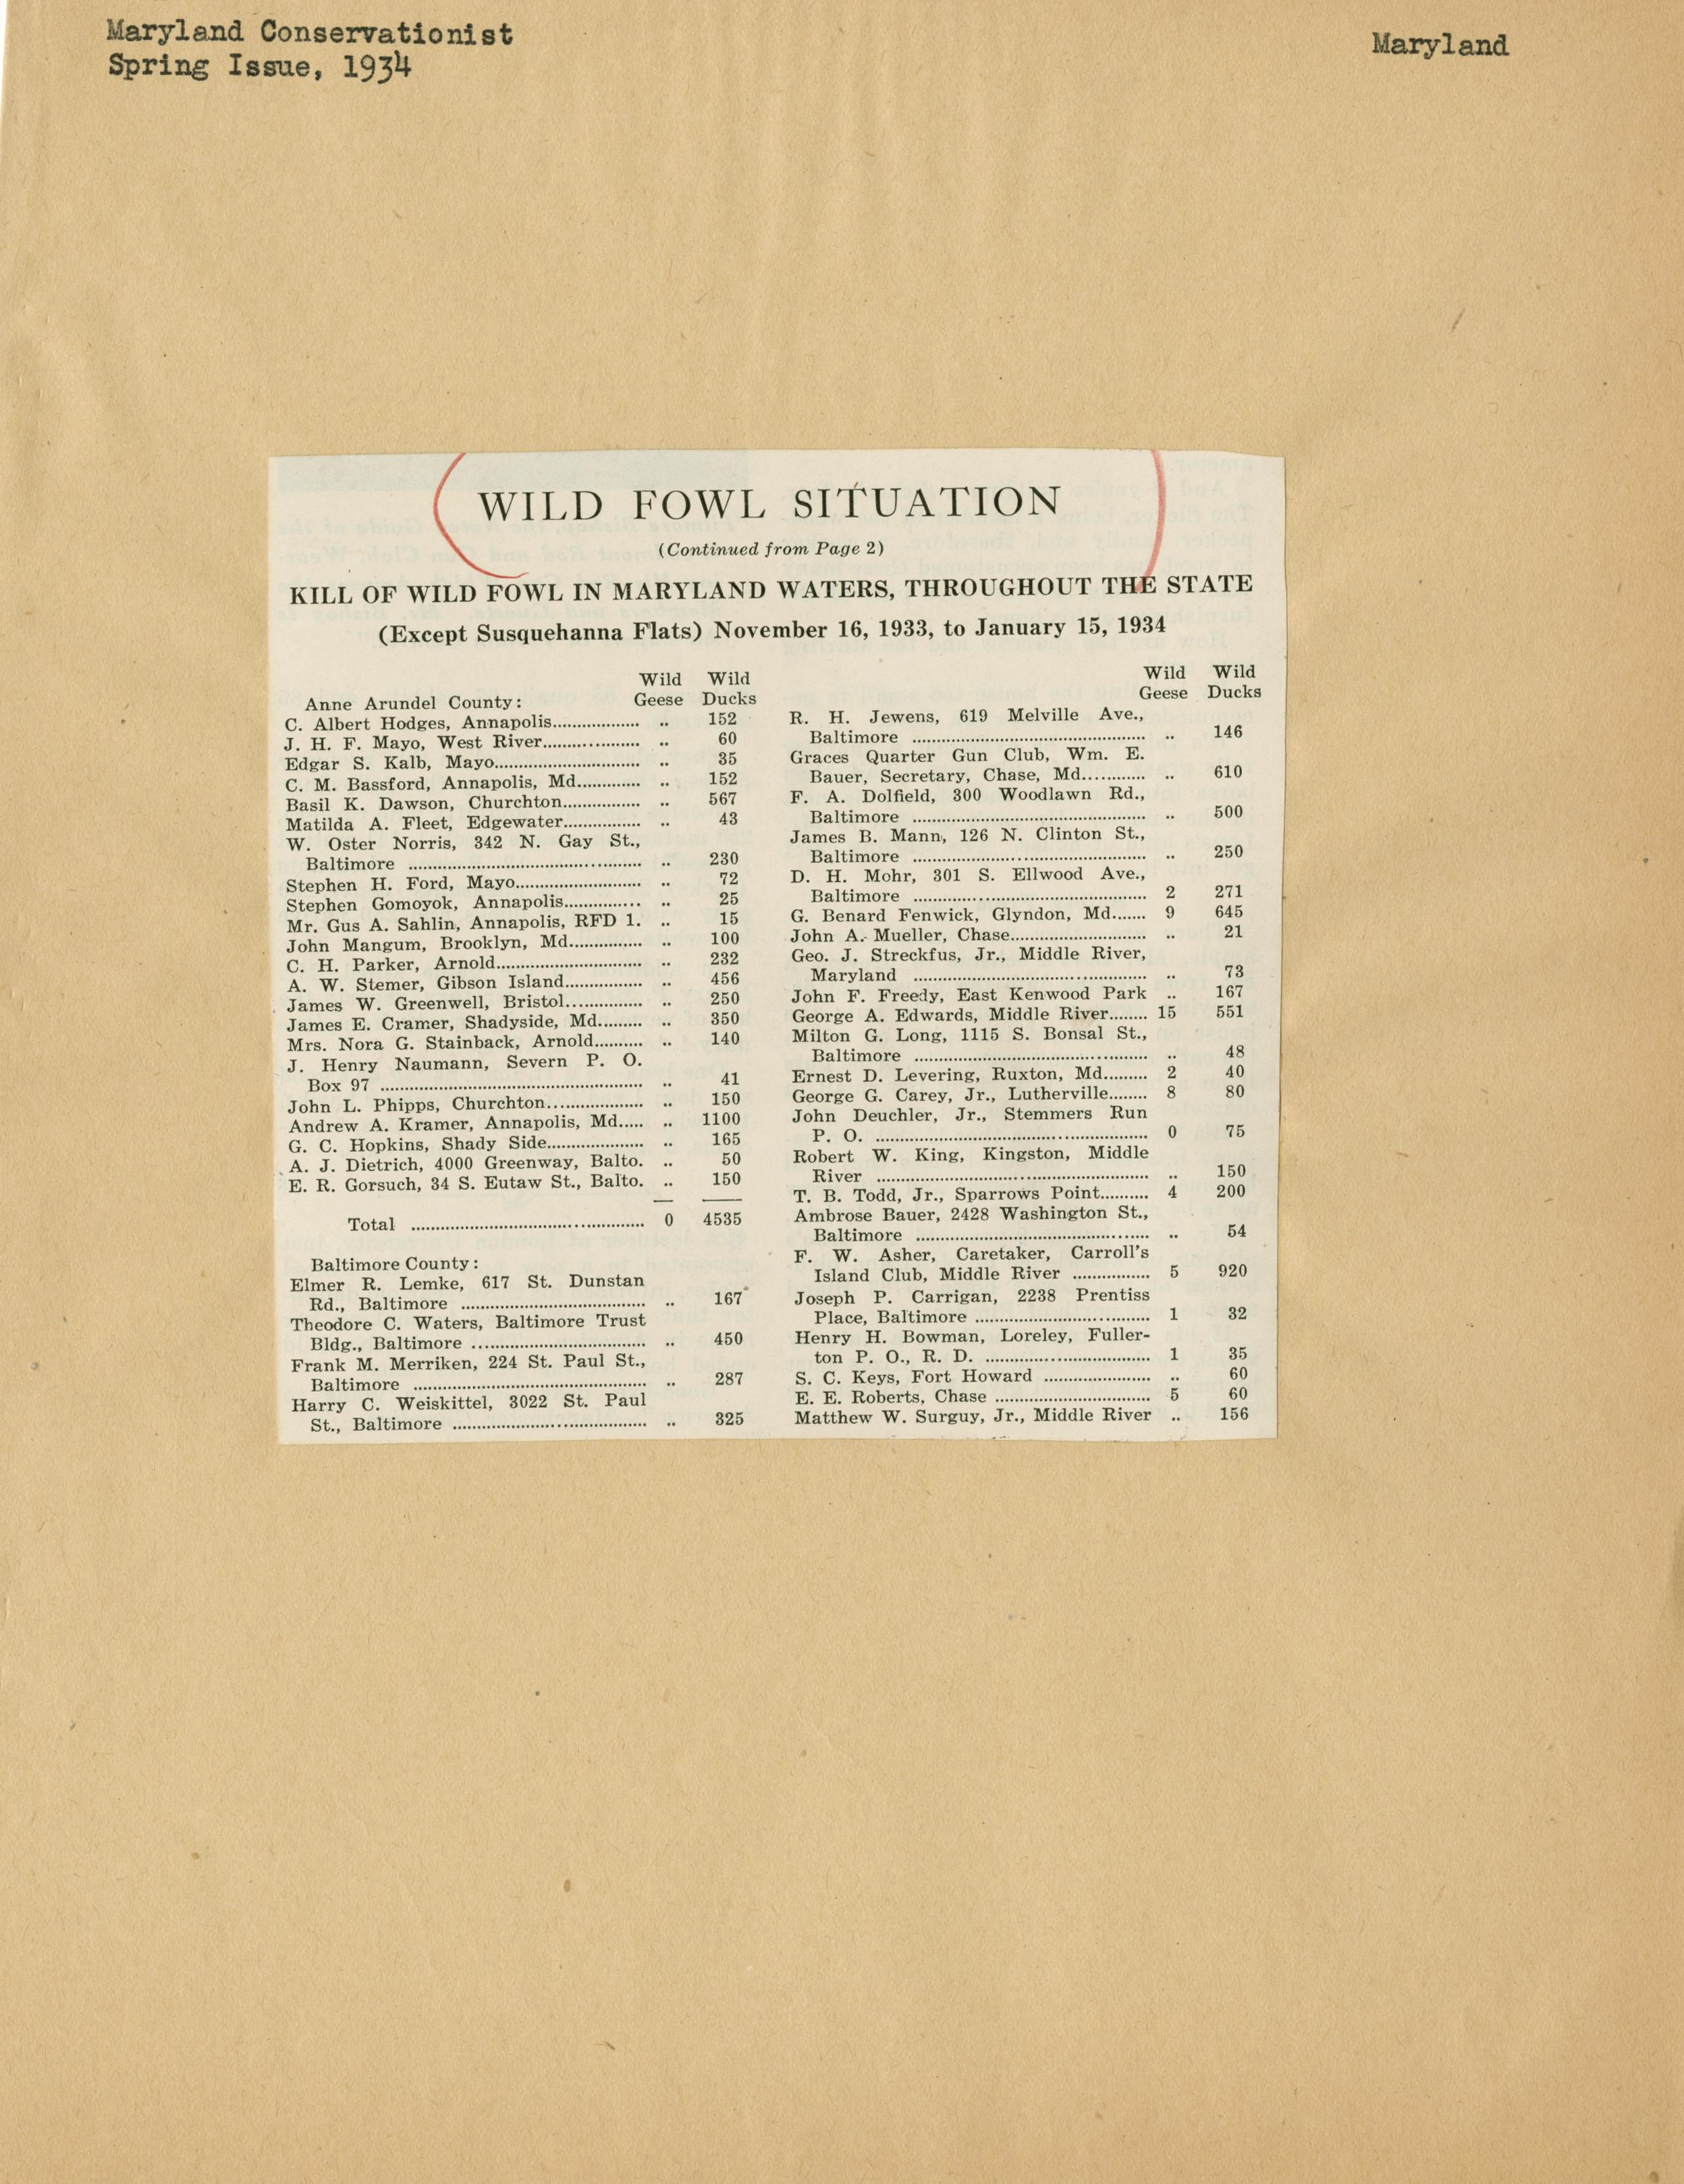 Maryland Conservationist
Spring Issue, 1934
Maryland
WILD FOWL SITUATION
(Continued from Page 2)
KILL OF WILD FOWL IN MARYLAND WATERS, THROUGHOUT THE STATE
(Except Susquehanna Flats) November 16, 1933, to January 15, 1934
Wild Wild
Anne Arundel County: Geese Ducks
C. Albert Hodges, Annapolis.................. .. 152
J. H. F. Mayo, West River.................... .. 60
Edgar S. Kalb, Mayo.............................. .. 35
C. M. Bassford, Annapolis, Md............. .. 152
Basil K. Dawson, Churchton................ .. 567
Matilda A. Fleet, Edgewater................ .. 43
W. Oster Norris, 342 N. Gay St.,
Baltimore ................................................ .. 230
Stephen H. Ford, Mayo.......................... .. 72
Stephen Gomoyok, Annapolis............... .. 25
Mr. Gus A. Sahlin, Annapolis, RFD 1. .. 15
John Mangum, Brooklyn, Md............... .. 100
C. H. Parker, Arnold.............................. .. 232
A. W. Stemer, Gibson Island................ .. 456
James W. Greenwell, Bristol............... .. 250
James E. Cramer, Shadyside, Md......... .. 350
Mrs. Nora G. Stainback, Arnold.......... .. 140
J. Henry Naumann, Severn P. O.
Box 97 ...................................................... .. 41
John L. Phipps, Churchton.................... .. 150
Andrew A. Kramer, Annapolis, Md..... .. 1100
G. C. Hopkins, Shady Side.................... .. 165
A. J. Dietrich, 4000 Greenway, Balto. .. 50
E. R. Gorsuch, 34 S. Eutaw St., Balto. .. 150
Total ................................................ 0 4535
Baltimore County:
Elmer R. Lemke, 617 St. Dunstan
Rd., Baltimore ...................................... .. 167
Theodore C. Waters, Baltimore Trust
Bldg., Baltimore .................................... .. 450
Frank M. Merriken, 224 St. Paul St.,
Baltimore ................................................ .. 287
Harry C. Weiskittel, 3022 St. Paul
St., Baltimore ........................................ .. 325
Wild Wild
Geese Ducks
R. H. Jewens, 619 Melville Ave.,
Baltimore ................................................ .. 146
Graces Quarter Gun Club, Wm. E.
Bauer, Secretary, Chase, Md............. .. 610
F. A. Dolfield, 300 Woodlawn Rd.,
Baltimore ................................................ .. 500
James B. Mann, 126 N. Clinton St.,
Baltimore ................................................ .. 250
D. H. Mohr, 301 S. Ellwood Ave.,
Baltimore ................................................ 2 271
G. Benard Fenwick, Glyndon, Md....... 9 645
John A. Mueller, Chase............................ .. 21
Geo. J. Streckfus, Jr., Middle River,
Maryland ................................................ .. 73
John F. Freedy, East Kenwood Park .. 167
George A. Edwards, Middle River........ 15 551
Milton G. Long, 1115 S. Bonsal St.,
Baltimore ................................................ .. 48
Ernest D. Levering, Ruxton, Md......... 2 40
George G. Carey, Jr., Lutherville........ 8 80
John Deuchler, Jr., Stemmers Run
P. O. ........................................................ 0 75
Robert W. King, Kingston, Middle
River ........................................................ .. 150
T. B. Todd, Jr., Sparrows Point.......... 4 200
Ambrose Bauer, 2428 Washington St.,
Baltimore ................................................ .. 54
F. W. Asher, Caretaker, Carroll's
Island Club, Middle River ................ 5 920
Joseph P. Carrigan, 2238 Prentiss
Place, Baltimore .................................... 1 32
Henry H. Bowman, Loreley, Fuller-
ton P. O., R. D. .................................. 1 35
S. C. Keys, Fort Howard ...................... .. 60
E. E. Roberts, Chase ................................ 5 60
Matthew W. Surguy, Jr., Middle River .. 156